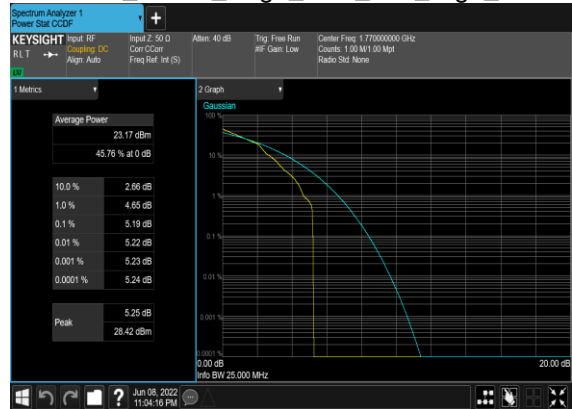 Spectrum Analyzer 1
Power Stat CCDF
KEYSIGHT
RLT
Input: RF
Coupling: DC
Align: Auto
Input Z: 50 Ω
Corr CCorr
Freq Ref: Int (S)
Atten: 40 dB
Trig: Free Run
#IF Gain: Low
Center Freq: 1.770000000 GHz
Counts: 1.00 M/1.00 Mpt
Radio Std: None
1 Metrics
2 Graph
Average Power
23.17 dBm
45.76 % at 0 dB
10.0 % 2.66 dB
1.0 % 4.65 dB
0.1 % 5.19 dB
0.01 % 5.22 dB
0.001 % 5.23 dB
0.0001 % 5.24 dB
Peak
5.25 dB
28.42 dBm
Gaussian
100 %
10 %
1 %
0.1 %
0.01 %
0.001 %
0.0001 %
0.00 dB 20.00 dB
Info BW 25.000 MHz
Jun 08, 2022
11:04:16 PM